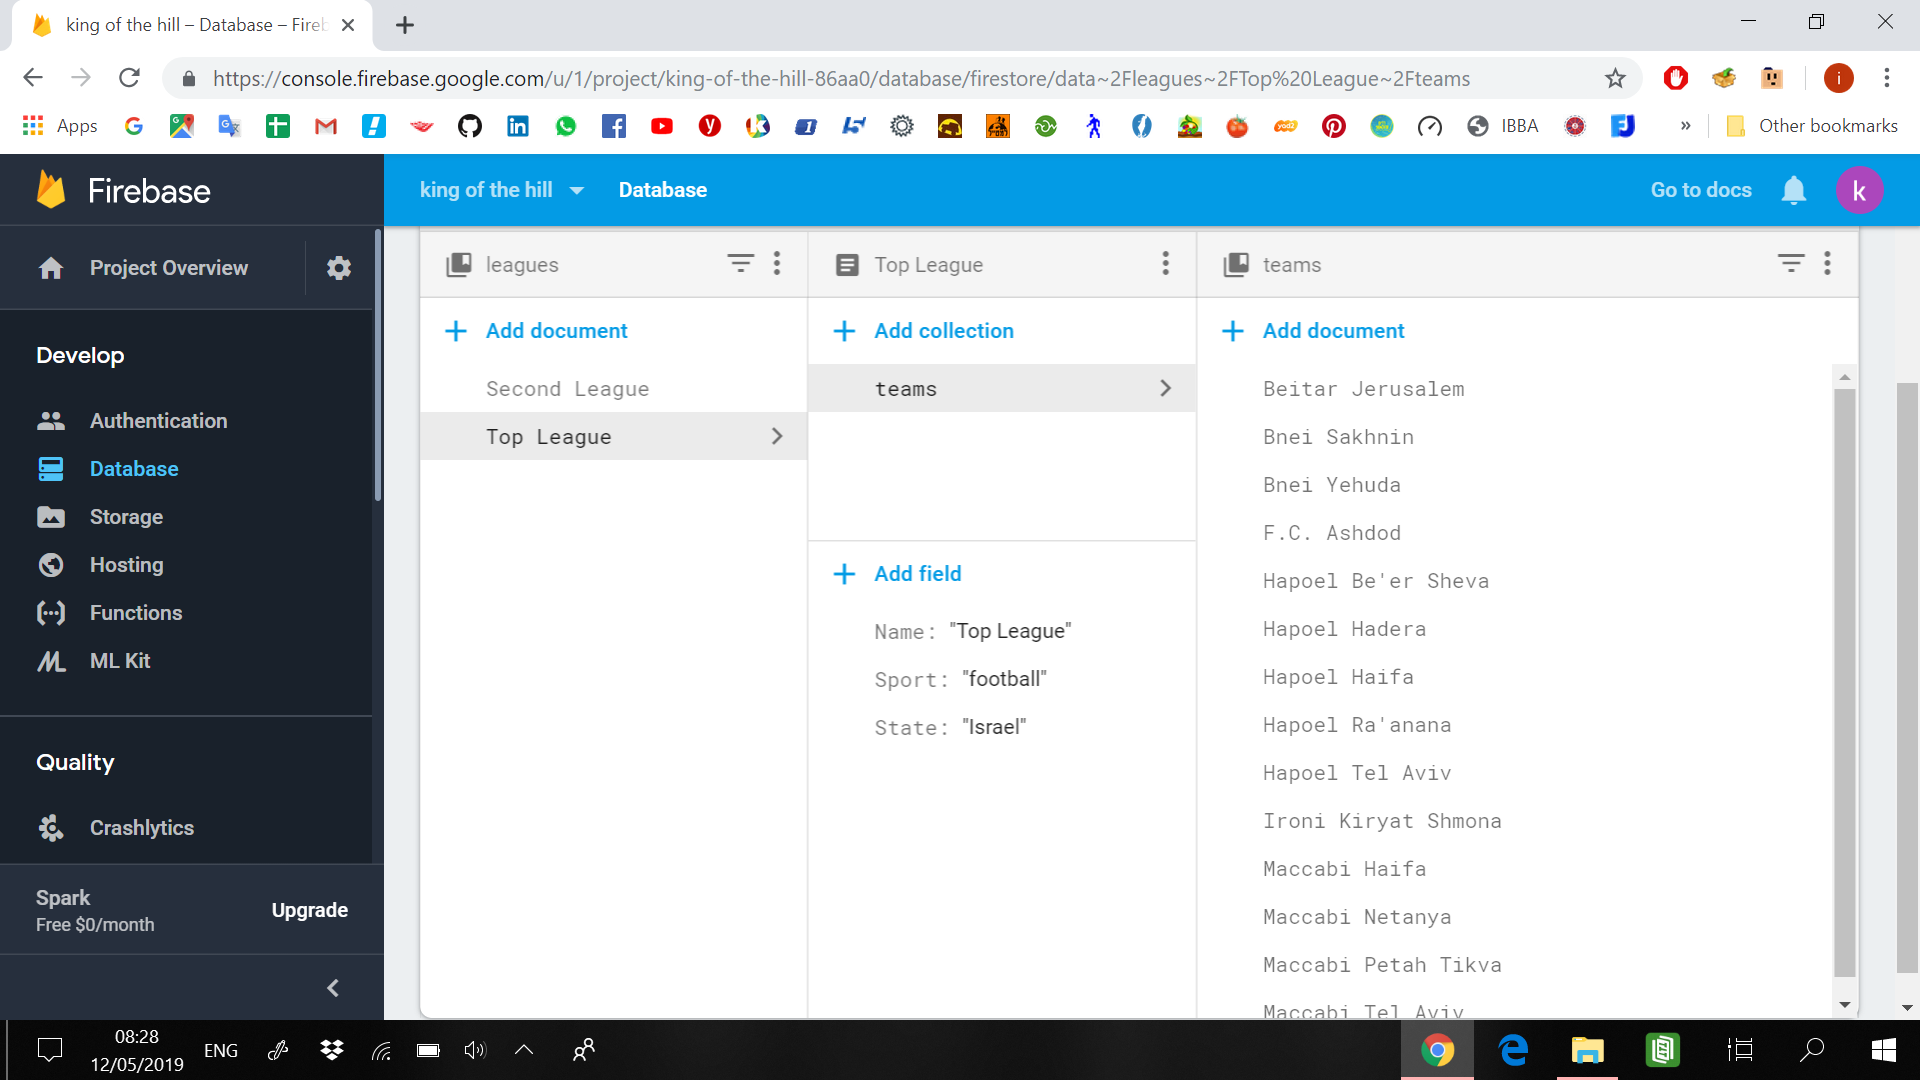 king of the hill – Database – Fireb
https://console.firebase.google.com/u/1/project/king-of-the-hill-86aa0/database/firestore/data~2Fleagues~2FTop%20League~2Fteams
i
Apps
IBBA
»
Other bookmarks
Firebase
king of the hill
Database
Go to docs
k
Project Overview
Develop
Authentication
Database
Storage
Hosting
Functions
ML Kit
Quality
Crashlytics
Spark
Free $0/month
Upgrade
leagues
Add document
Second League
Top League
Top League
Add collection
teams
Add field
Name: "Top League"
Sport: "football"
State: "Israel"
teams
Add document
Beitar Jerusalem
Bnei Sakhnin
Bnei Yehuda
F.C. Ashdod
Hapoel Be'er Sheva
Hapoel Hadera
Hapoel Haifa
Hapoel Ra'anana
Hapoel Tel Aviv
Ironi Kiryat Shmona
Maccabi Haifa
Maccabi Netanya
Maccabi Petah Tikva
Maccabi Tel Aviv
08:28
12/05/2019
ENG